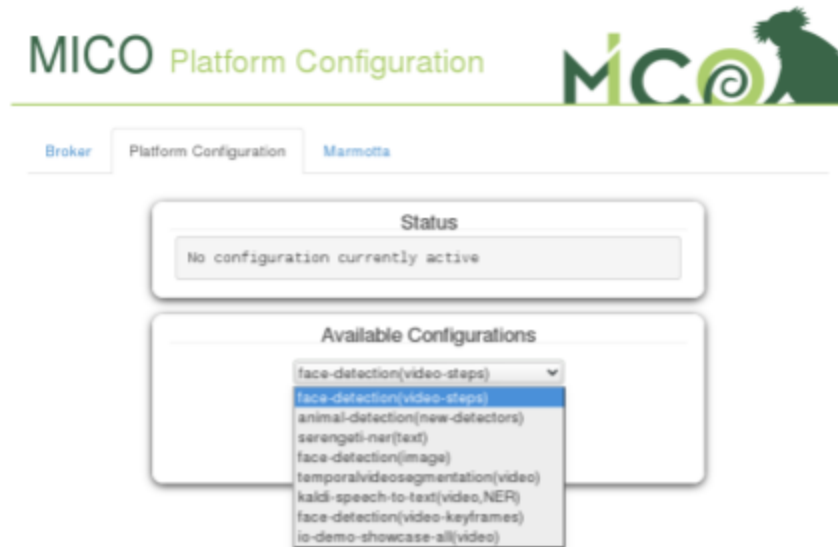 MICO Platform Configuration
MICO
Broker Platform Configuration Marmotta
Status
No configuration currently active
Available Configurations
face-detection(video-steps)
face-detection(video-steps)
animal-detection(new-detectors)
serengeti-ner(text)
face-detection(image)
temporalvideosegmentation(video)
kaldi-speech-to-text(video,NER)
face-detection(video-keyframes)
io-demo-showcase-all(video)